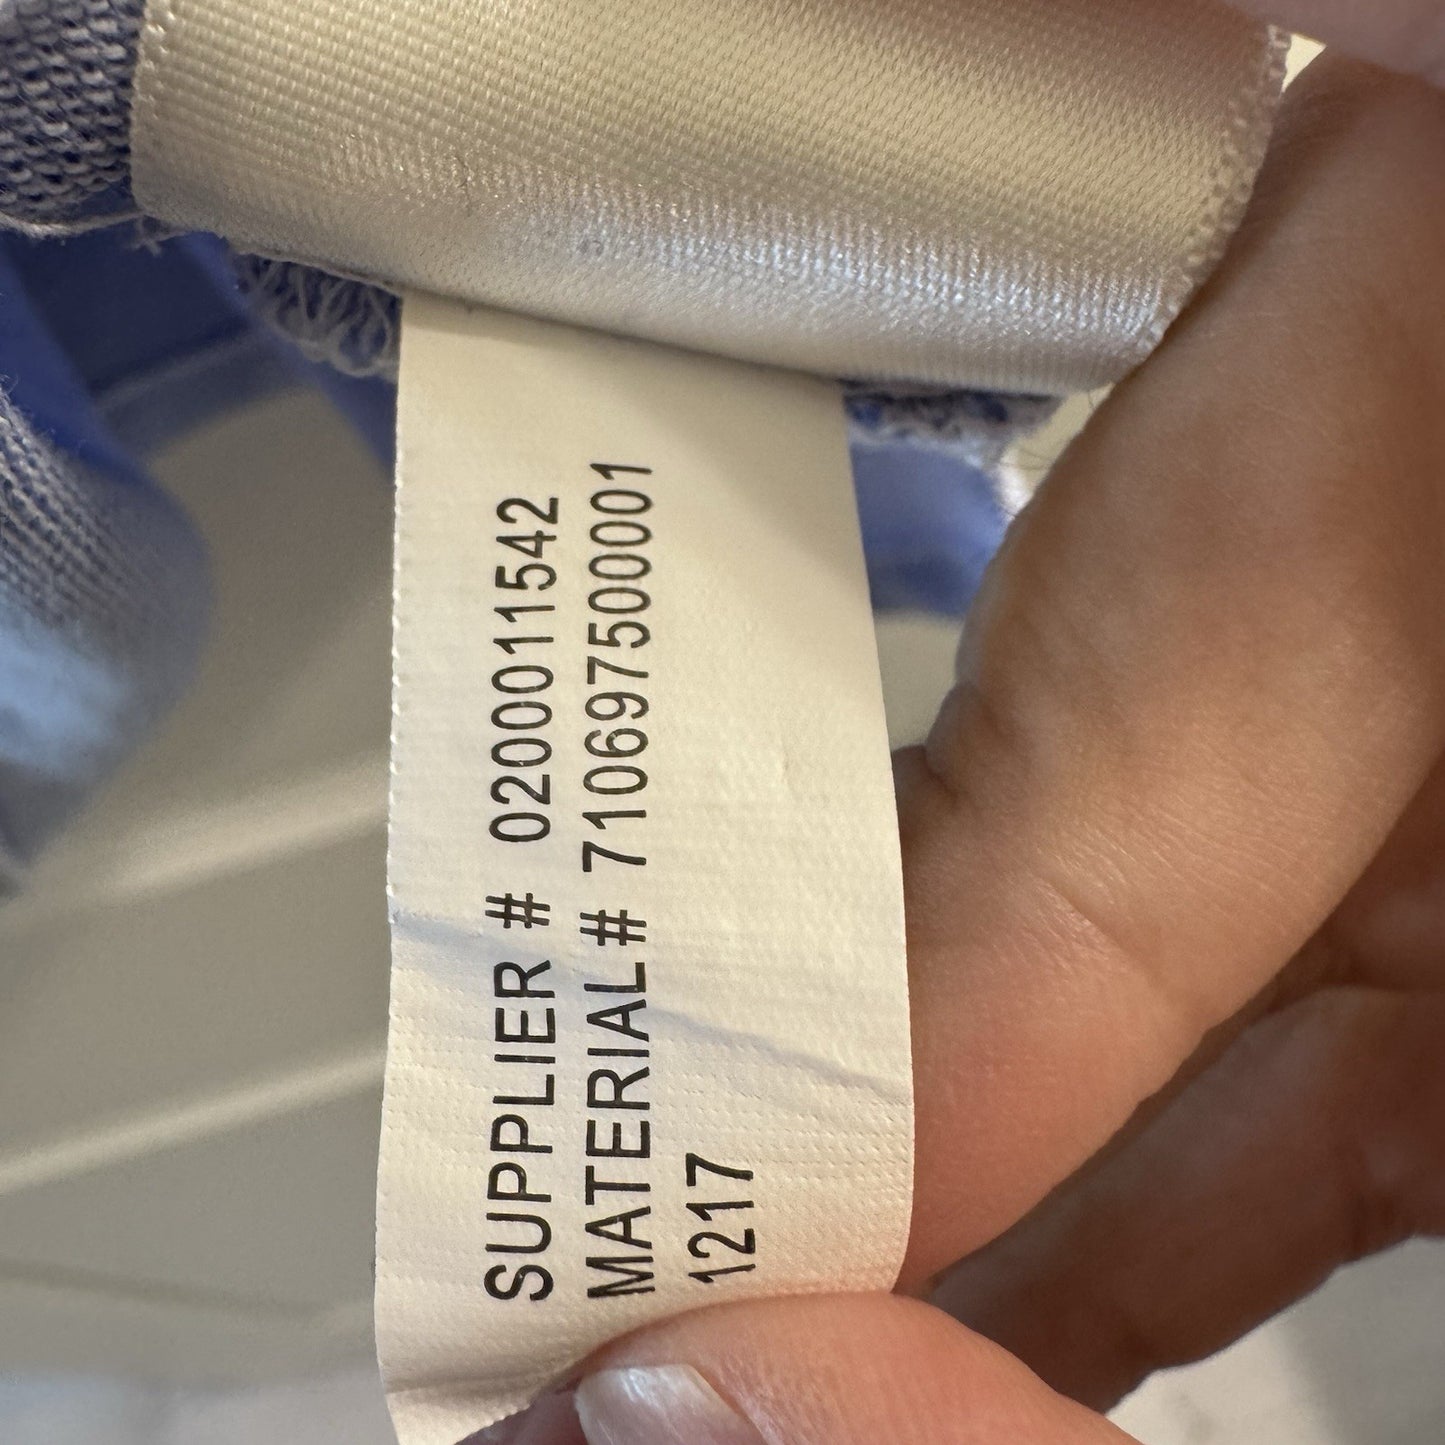 SUPPLIER # 0200011542
MATERIAL# 710697500001
1217